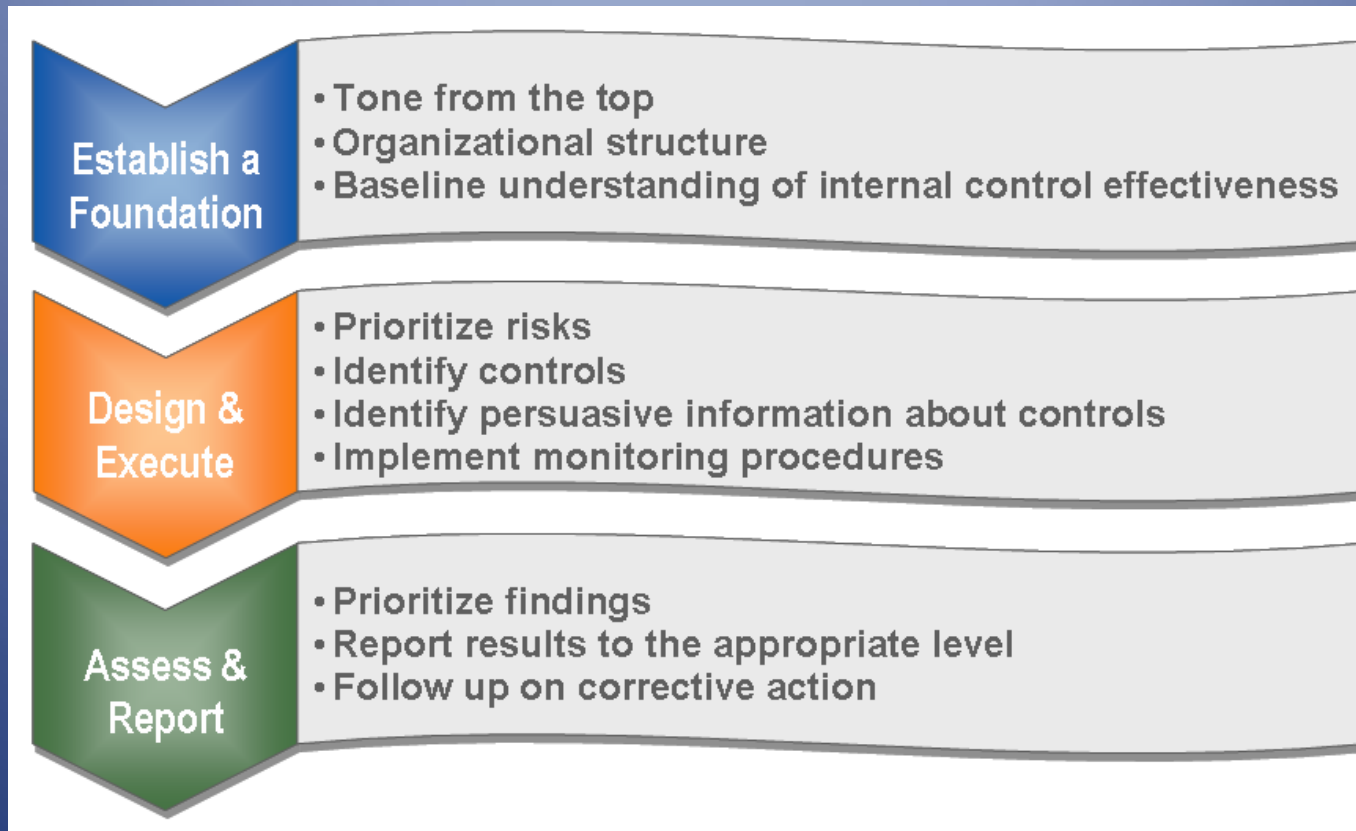 Establish a
Foundation
• Tone from the top
• Organizational structure
• Baseline understanding of internal control effectiveness
Design &
Execute
• Prioritize risks
• Identify controls
• Identify persuasive information about controls
• Implement monitoring procedures
Assess &
Report
• Prioritize findings
• Report results to the appropriate level
• Follow up on corrective action